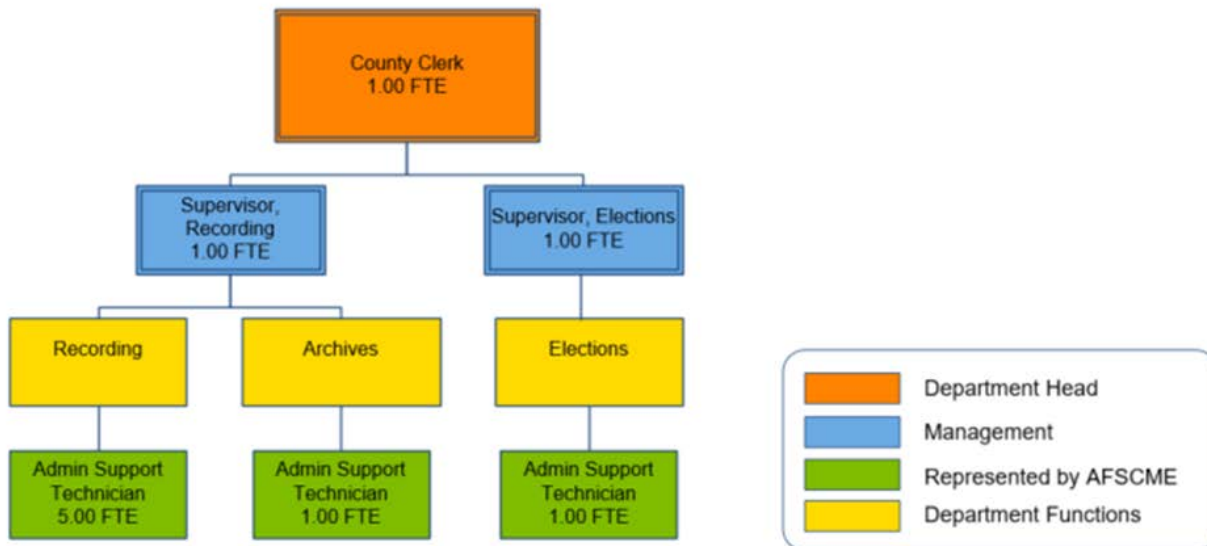 County Clerk
1.00 FTE
Supervisor,
Recording
1.00 FTE
Supervisor, Elections
1.00 FTE
Recording
Archives
Elections
Admin Support
Technician
5.00 FTE
Admin Support
Technician
1.00 FTE
Admin Support
Technician
1.00 FTE
Department Head
Management
Represented by AFSCME
Department Functions